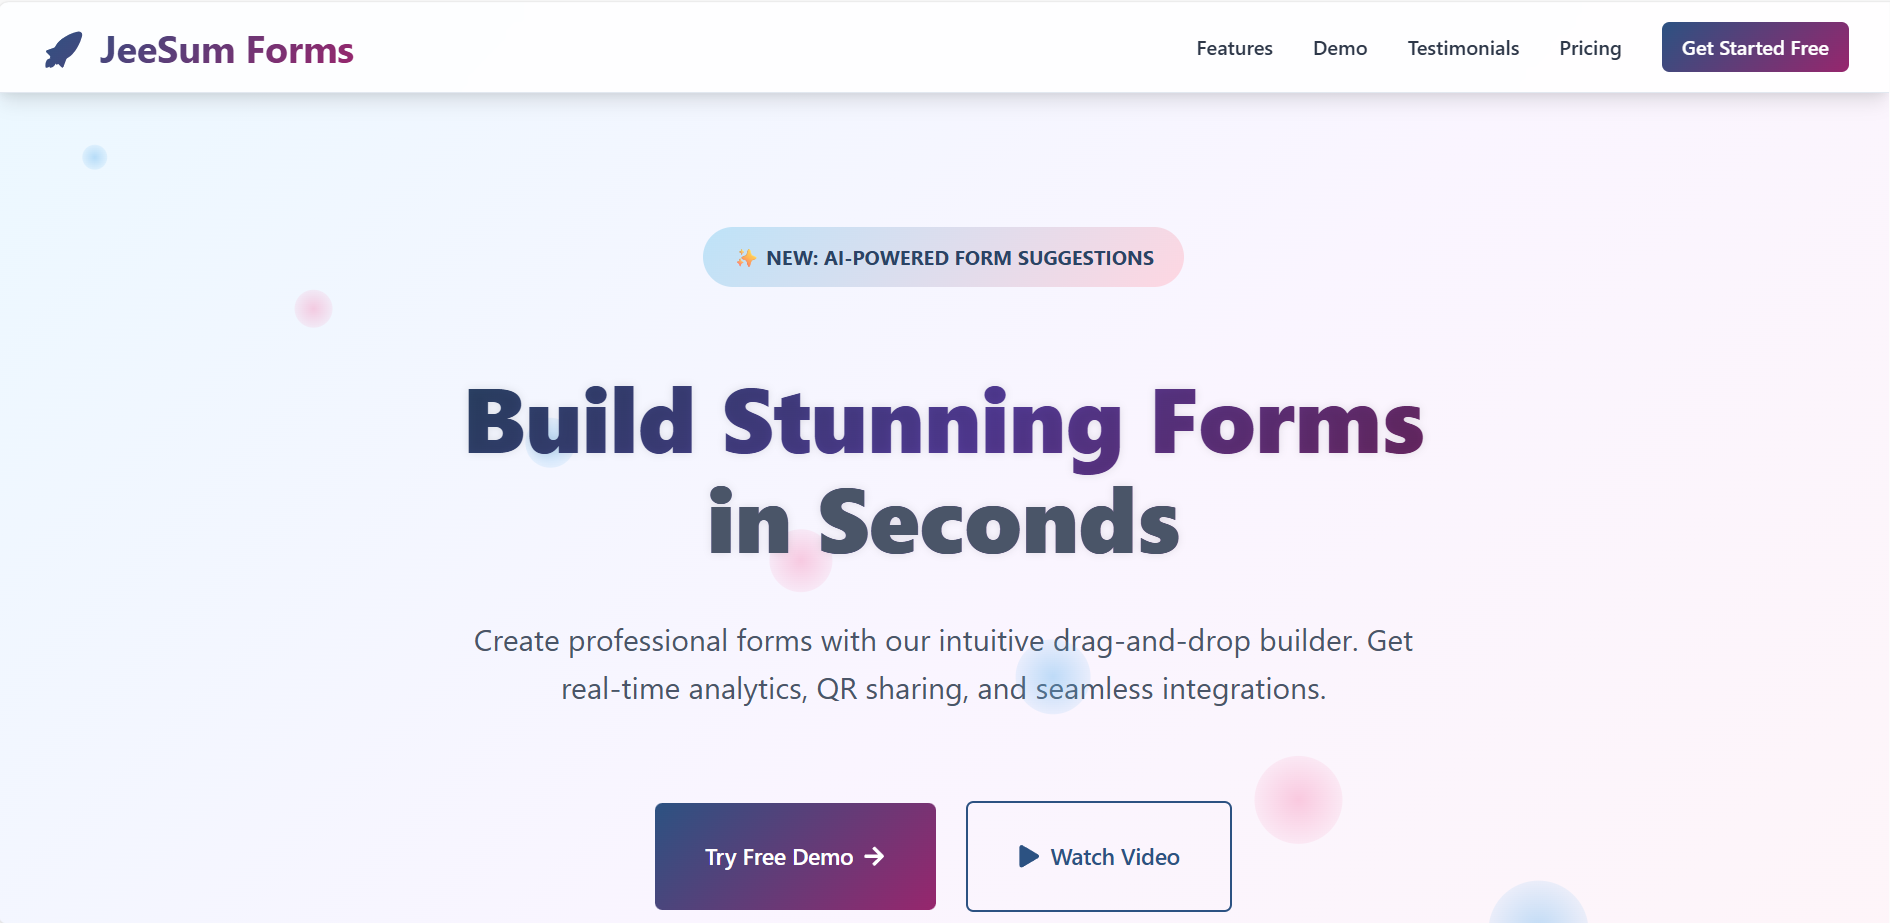 JeeSum Forms
Features
Demo
Testimonials
Pricing
Get Started Free
✨ NEW: AI-POWERED FORM SUGGESTIONS
Build Stunning Forms
in Seconds
Create professional forms with our intuitive drag-and-drop builder. Get
real-time analytics, QR sharing, and seamless integrations.
Try Free Demo →
Watch Video